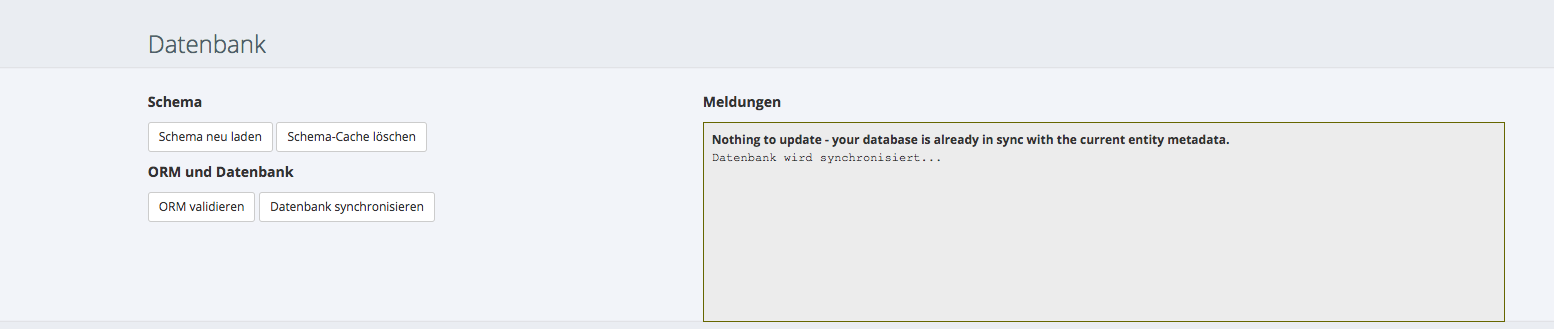 Datenbank
Schema
Schema neu laden
Schema-Cache löschen
ORM und Datenbank
ORM validieren
Datenbank synchronisieren
Meldungen
Nothing to update - your database is already in sync with the current entity metadata.
Datenbank wird synchronisiert...